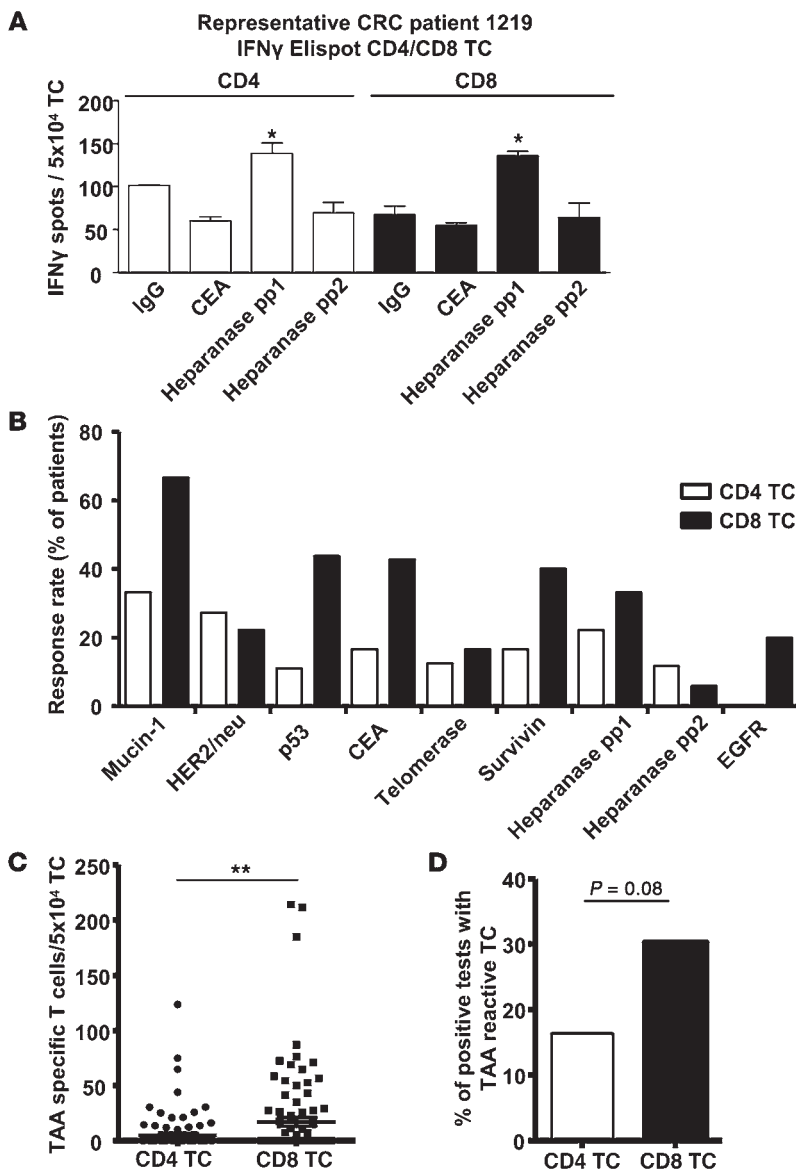 A
Representative CRC patient 1219
IFNγ Elispot CD4/CD8 TC
CD4
CD8
IFNγ spots / 5x10⁴ TC
200
150
100
50
0
*
*
IgG
CEA
Heparanase pp1
Heparanase pp2
IgG
CEA
Heparanase pp1
Heparanase pp2
B
Response rate (% of patients)
80
60
40
20
0
CD4 TC
CD8 TC
Mucin-1
HER2/neu
p53
CEA
Telomerase
Survivin
Heparanase pp1
Heparanase pp2
EGFR
C
TAA specific T cells/5x10⁴ TC
250
200
150
100
50
0
**
CD4 TC
CD8 TC
D
% of positive tests with
TAA reactive TC
40
30
20
10
0
P = 0.08
CD4 TC
CD8 TC